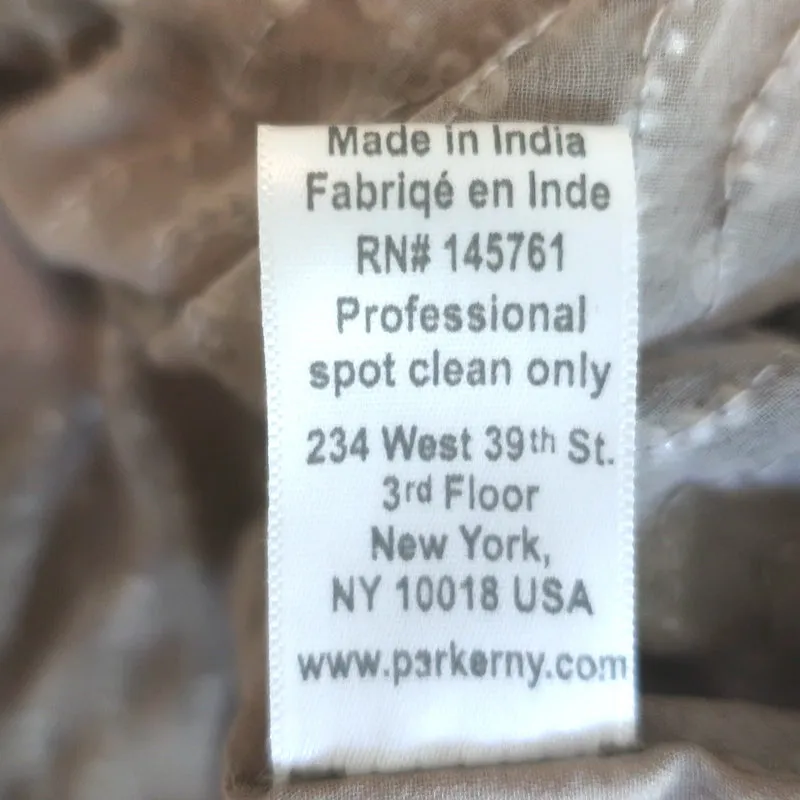 Made in India
Fabriqé en Inde
RN# 145761
Professional
spot clean only
234 West 39th St.
3rd Floor
New York,
NY 10018 USA
www.parkerny.com